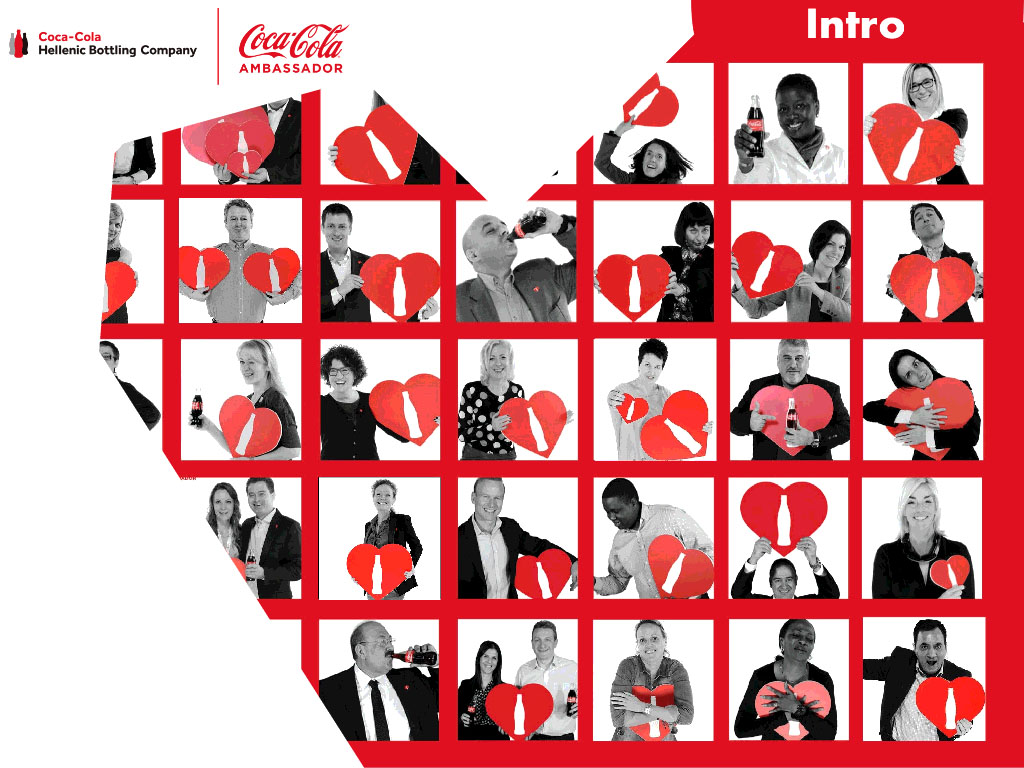 Coca-Cola
Hellenic Bottling Company
Coca-Cola
AMBASSADOR
Intro